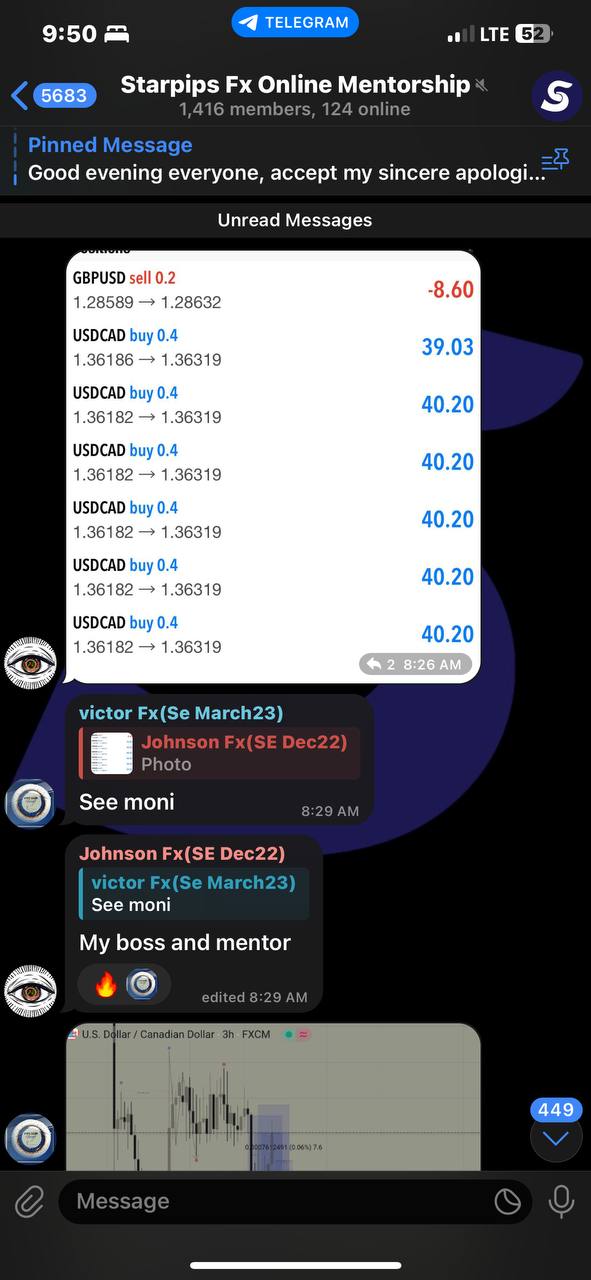 9:50
TELEGRAM
LTE 52
5683
Starpips Fx Online Mentorship
1,416 members, 124 online
Pinned Message
Good evening everyone, accept my sincere apologi...
Unread Messages
GBPUSD sell 0.2
-8.60
1.28589 → 1.28632
USDCAD buy 0.4
39.03
1.36186 → 1.36319
USDCAD buy 0.4
40.20
1.36182 → 1.36319
USDCAD buy 0.4
40.20
1.36182 → 1.36319
USDCAD buy 0.4
40.20
1.36182 → 1.36319
USDCAD buy 0.4
40.20
1.36182 → 1.36319
USDCAD buy 0.4
40.20
1.36182 → 1.36319
2 8:26 AM
victor Fx(Se March23)
Johnson Fx(SE Dec22)
Photo
See moni
8:29 AM
Johnson Fx(SE Dec22)
victor Fx(Se March23)
See moni
My boss and mentor
edited 8:29 AM
U.S. Dollar / Canadian Dollar 3h FXCM
(0.06%) 7.6
449
Message